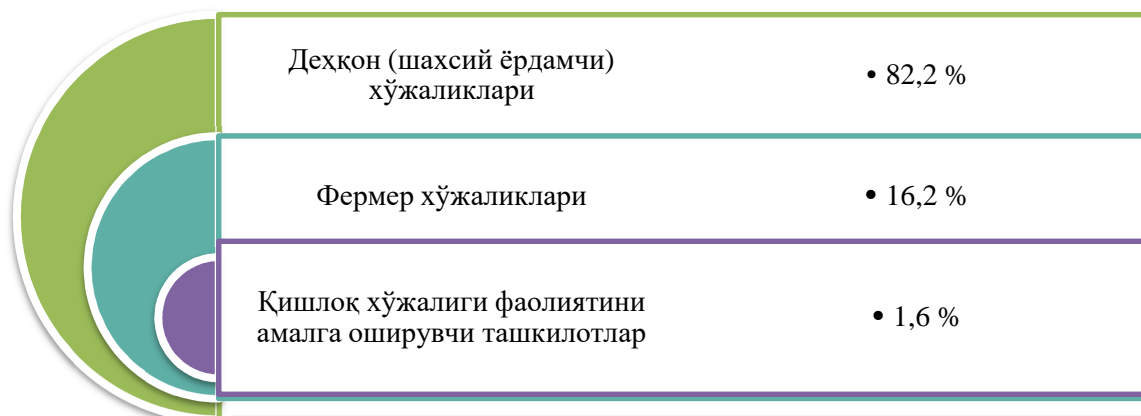 Деҳқон (шахсий ёрдамчи)
хўжаликлари
• 82,2 %
Фермер хўжаликлари
• 16,2 %
Қишлоқ хўжалиги фаолиятини
амалга оширувчи ташкилотлар
• 1,6 %